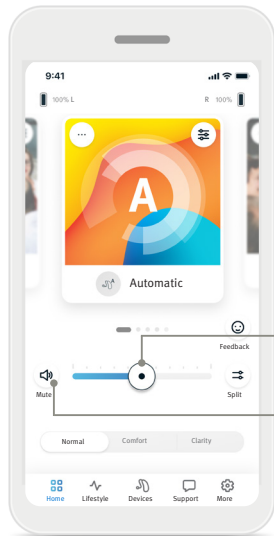 9:41
100% L
R 100%
...
A
A
Automatic
Feedback
Mute
Split
Normal Comfort Clarity
Home Lifestyle Devices Support More